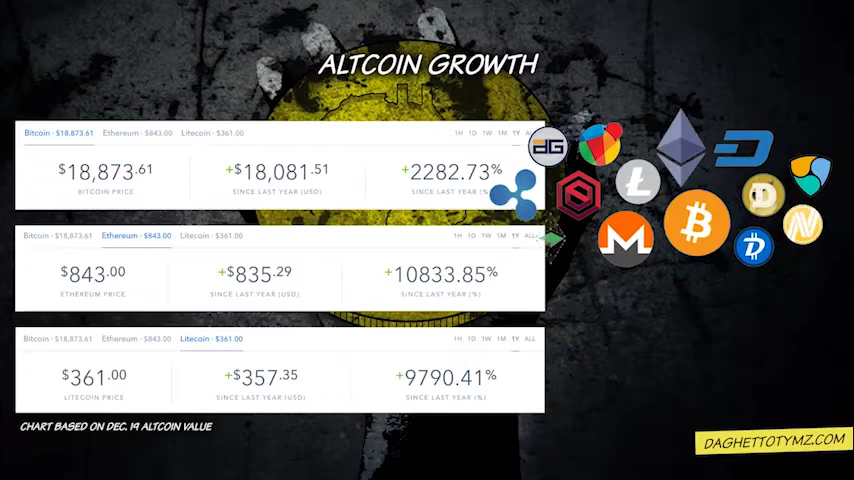 ALTCOIN GROWTH
Bitcoin · $18,873.61 Ethereum · $843.00 Litecoin · $361.00 1H 1D 1W 1M 1Y
$18,873.61 +$18,081.51 +2282.73%
BITCOIN PRICE SINCE LAST YEAR (USD) SINCE LAST YEAR
Bitcoin · $18,873.61 Ethereum · $843.00 Litecoin · $361.00 1H 1D 1W 1M 1Y ALL
$843.00 +$835.29 +10833.85%
ETHEREUM PRICE SINCE LAST YEAR (USD) SINCE LAST YEAR (%)
Bitcoin · $18,873.61 Ethereum · $843.00 Litecoin · $361.00 1H 1D 1W 1M 1Y ALL
$361.00 +$357.35 +9790.41%
LITECOIN PRICE SINCE LAST YEAR (USD) SINCE LAST YEAR (%)
CHART BASED ON DEC. 19 ALTCOIN VALUE
DAGHETTOTYMZ.COM